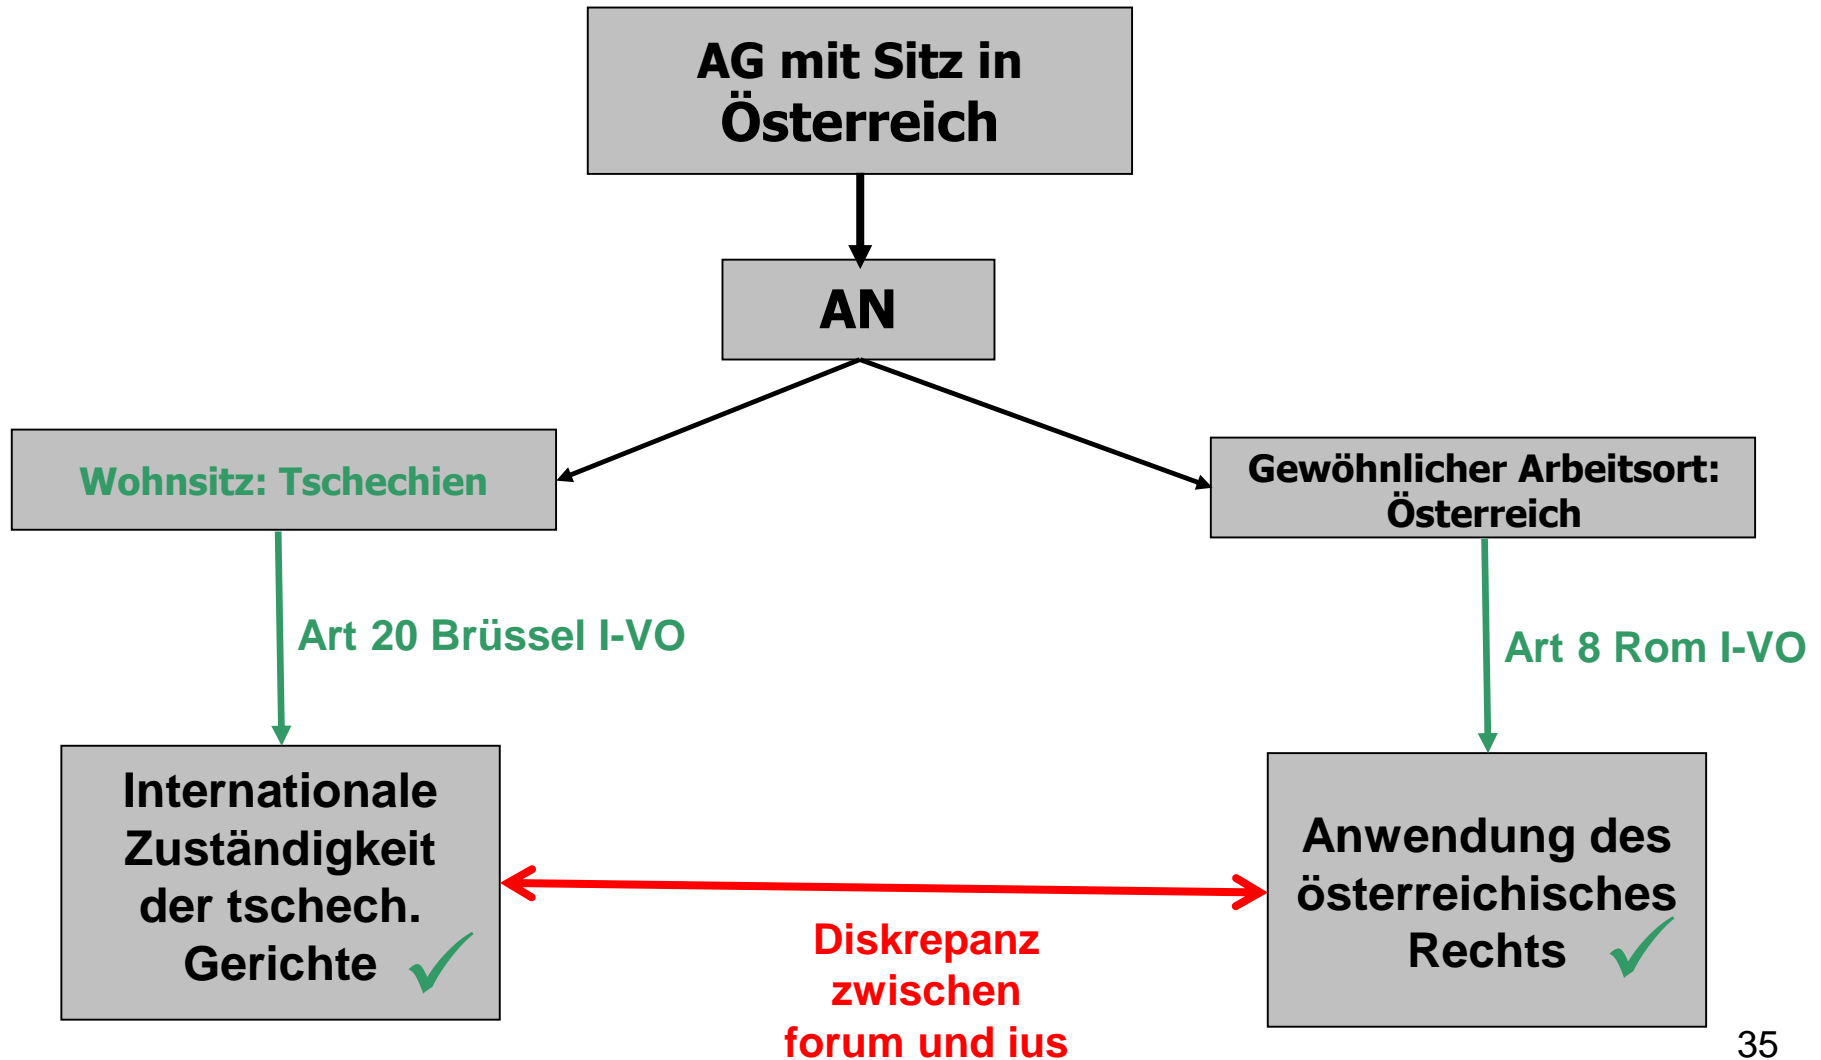 AG mit Sitz in
Österreich
AN
Wohnsitz: Tschechien
Gewöhnlicher Arbeitsort:
Österreich
Art 20 Brüssel I-VO
Art 8 Rom I-VO
Internationale
Zuständigkeit
der tschech.
Gerichte
Anwendung des
österreichisches
Rechts
Diskrepanz
zwischen
forum und ius
35